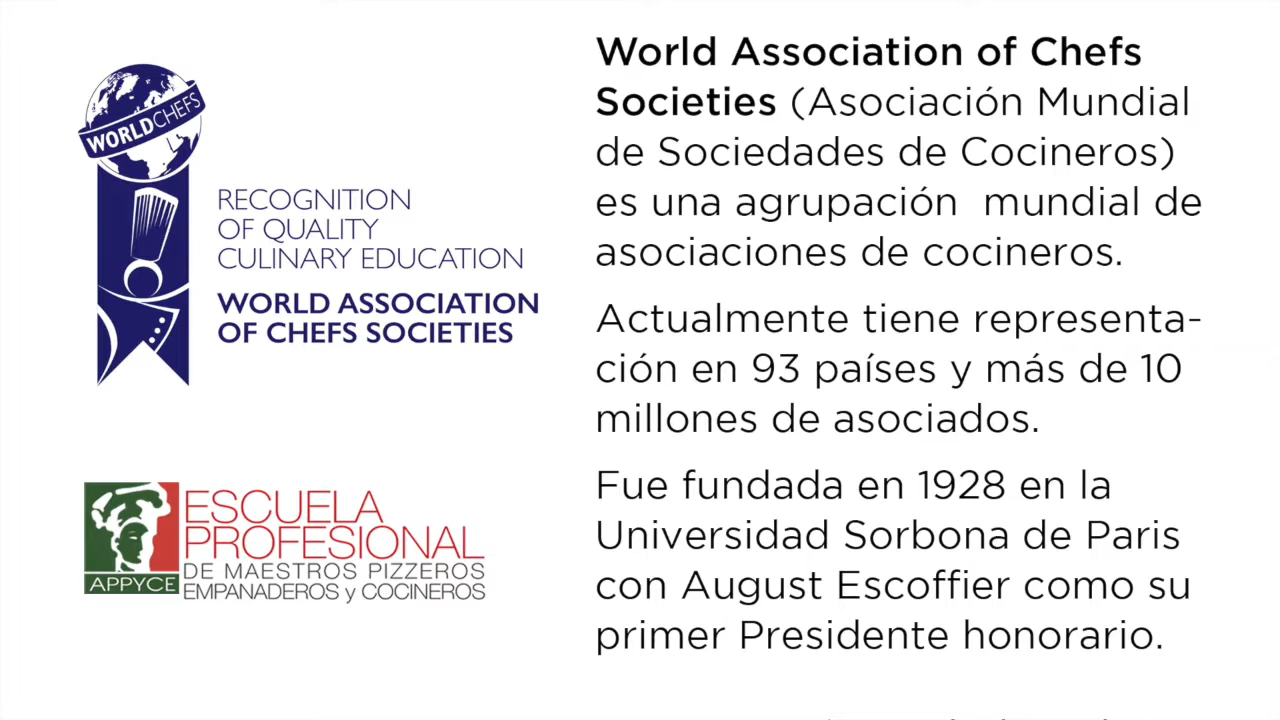 WORLDCHEFS
RECOGNITION
OF QUALITY
CULINARY EDUCATION
WORLD ASSOCIATION
OF CHEFS SOCIETIES
APPYCE
ESCUELA
PROFESIONAL
DE MAESTROS PIZZEROS
EMPANADEROS y COCINEROS
World Association of Chefs
Societies (Asociación Mundial
de Sociedades de Cocineros)
es una agrupación mundial de
asociaciones de cocineros.
Actualmente tiene representa-
ción en 93 países y más de 10
millones de asociados.
Fue fundada en 1928 en la
Universidad Sorbona de Paris
con August Escoffier como su
primer Presidente honorario.